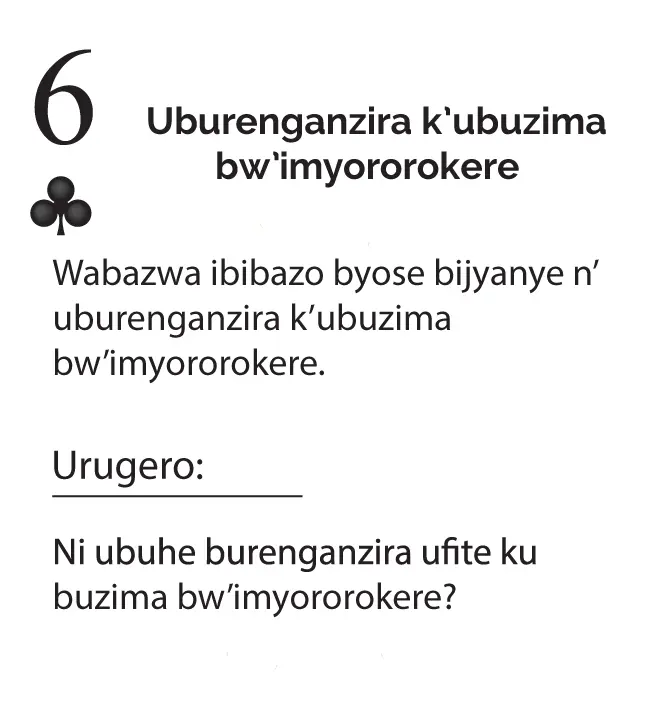 6
Uburenganzira k'ubuzima
bw'imyororokere
Wabazwa ibibazo byose bijyanye n’
uburenganzira k’ubuzima
bw’imyororokere.
Urugero:
Ni ubuhe burenganzira ufite ku
buzima bw’imyororokere?